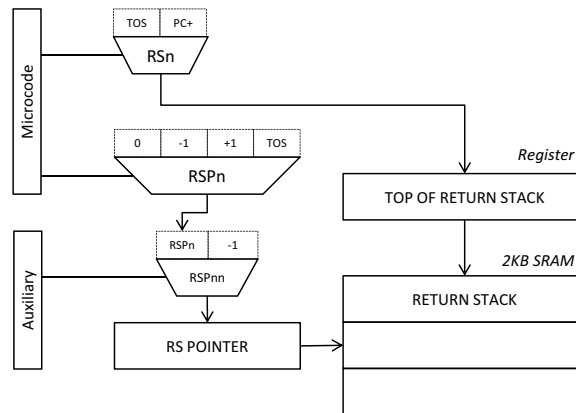 TOS PC+
RSn
Microcode
0 -1 +1 TOS
RSPn
Register
TOP OF RETURN STACK
RSPn -1
RSPnn
2KB SRAM
RETURN STACK
Auxiliary
RS POINTER